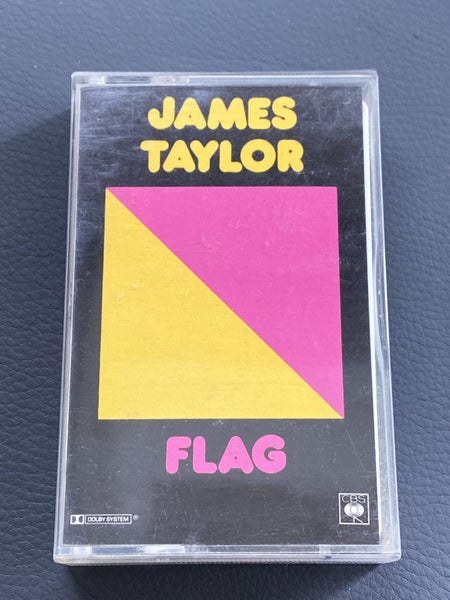 JAMES
TAYLOR
FLAG
DOLBY SYSTEM ®
CBS